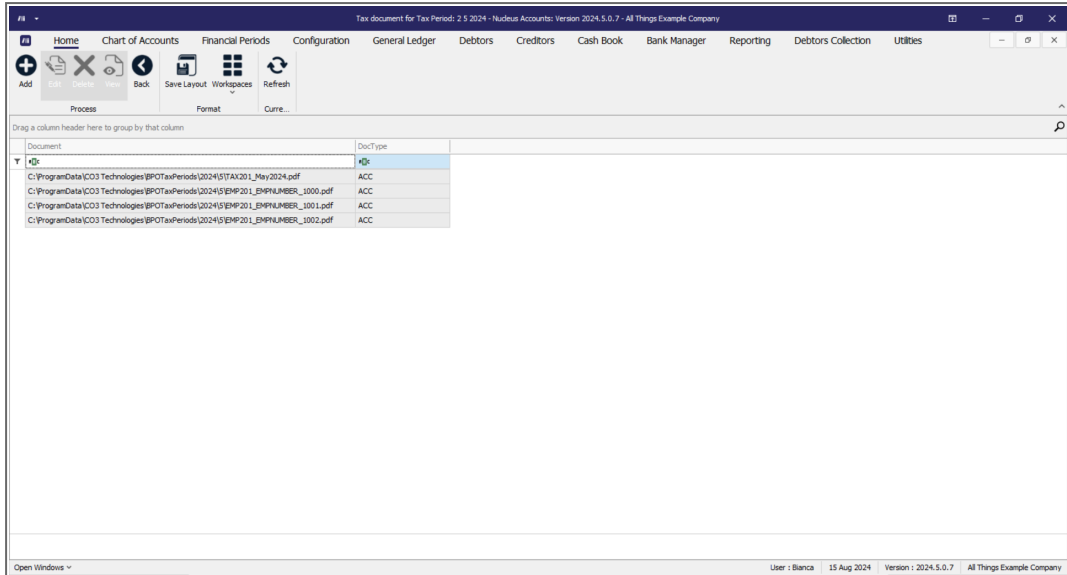 Tax document for Tax Period: 2 5 2024 - Nucleus Accounts: Version 2024.5.0.7 - All Things Example Company
Home Chart of Accounts Financial Periods Configuration General Ledger Debtors Creditors Cash Book Bank Manager Reporting Debtors Collection Utilities
Add Edit Delete View Back Save Layout Workspaces Refresh
Process Format Curre...
Drag a column header here to group by that column
Document DocType
C:\ProgramData\CO3 Technologies\BPOTaxPeriods\2024\5\TAX201_May2024.pdf ACC
C:\ProgramData\CO3 Technologies\BPOTaxPeriods\2024\5\EMP201_EMPNUMBER_1000.pdf ACC
C:\ProgramData\CO3 Technologies\BPOTaxPeriods\2024\5\EMP201_EMPNUMBER_1001.pdf ACC
C:\ProgramData\CO3 Technologies\BPOTaxPeriods\2024\5\EMP201_EMPNUMBER_1002.pdf ACC
Open Windows User : Bianca 15 Aug 2024 Version : 2024.5.0.7 All Things Example Company